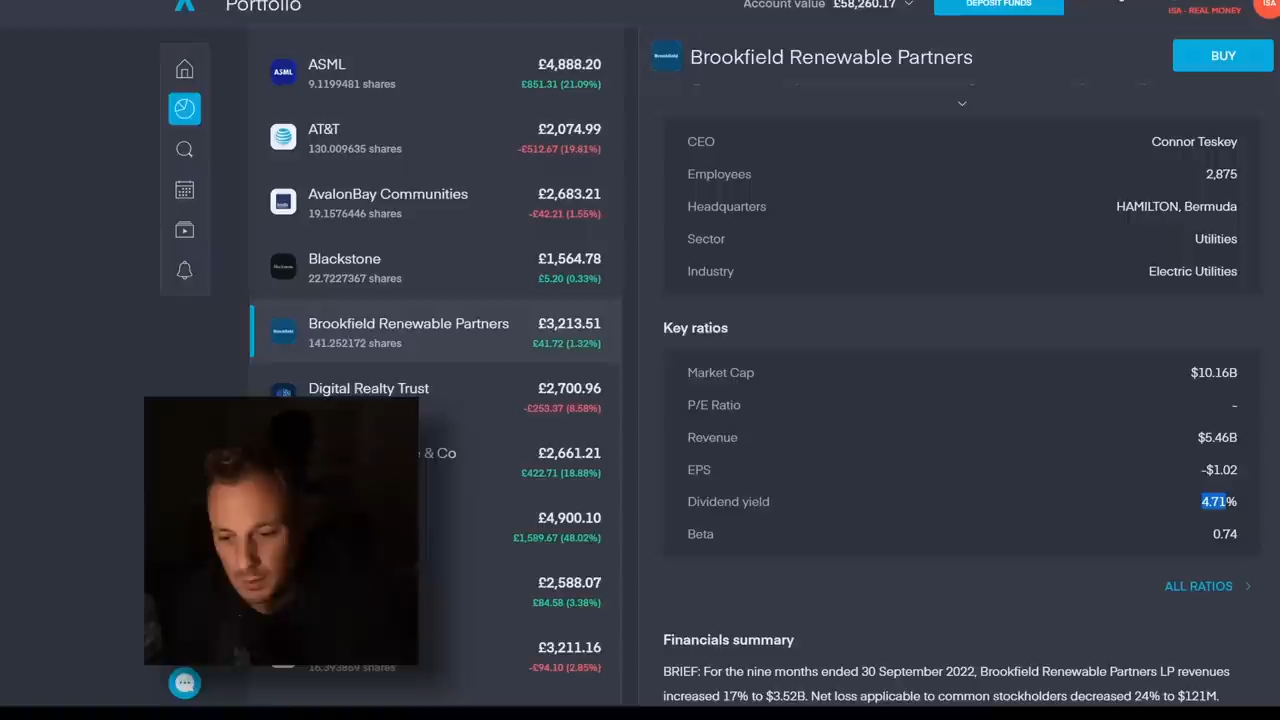 Portfolio
Account value £58,260.17
DEPOSIT FUNDS
ISA - REAL MONEY
ISA
ASML
ASML £4,888.20
9.1199481 shares £851.31 (21.09%)
AT&T £2,074.99
130.009635 shares -£512.67 (19.81%)
AvalonBay Communities £2,683.21
19.1576446 shares -£42.21 (1.55%)
Blackstone £1,564.78
22.7227367 shares £5.20 (0.33%)
Brookfield Renewable Partners £3,213.51
141.252172 shares £41.72 (1.32%)
Digital Realty Trust £2,700.96
-£253.37 (8.58%)
& Co £2,661.21
£422.71 (18.88%)
£4,900.10
£1,589.67 (48.02%)
£2,588.07
£84.58 (3.38%)
£3,211.16
16.393869 shares -£94.10 (2.85%)
Brookfield Renewable Partners
BUY
CEO Connor Teskey
Employees 2,875
Headquarters HAMILTON, Bermuda
Sector Utilities
Industry Electric Utilities
Key ratios
Market Cap $10.16B
P/E Ratio -
Revenue $5.46B
EPS -$1.02
Dividend yield 4.71%
Beta 0.74
ALL RATIOS
Financials summary
BRIEF: For the nine months ended 30 September 2022, Brookfield Renewable Partners LP revenues
increased 17% to $3.52B. Net loss applicable to common stockholders decreased 24% to $121M.